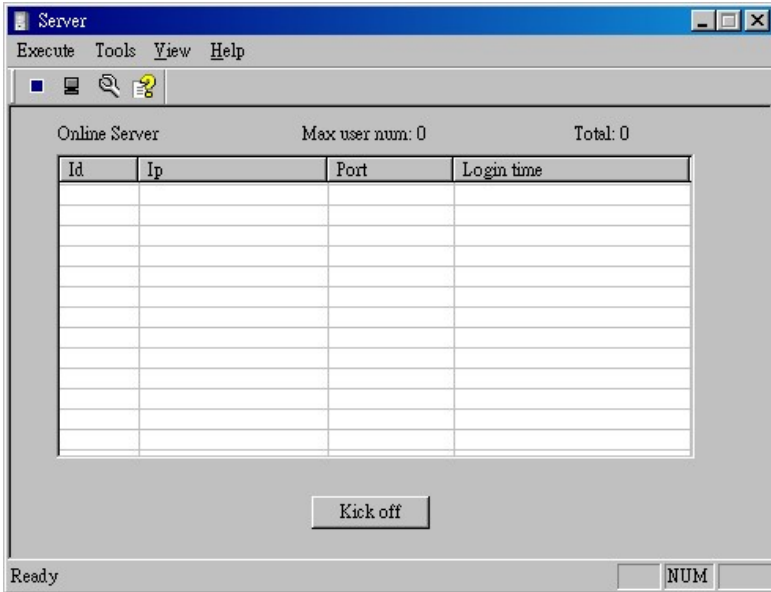 Server
Execute Tools View Help
Online Server Max user num: 0 Total: 0
Id Ip Port Login time
Kick off
Ready NUM